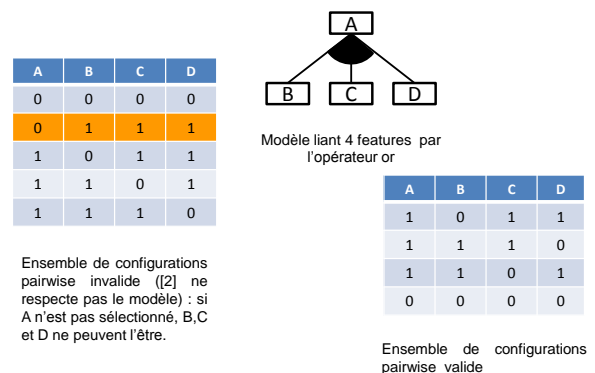 A
B C D
Modèle liant 4 features par
l'opérateur or
A B C D
0 0 0 0
0 1 1 1
1 0 1 1
1 1 0 1
1 1 1 0
Ensemble de configurations
pairwise invalide ([2] ne
respecte pas le modèle) : si
A n'est pas sélectionné, B,C
et D ne peuvent l'être.
A B C D
1 0 1 1
1 1 1 0
1 1 0 1
0 0 0 0
Ensemble de configurations
pairwise valide